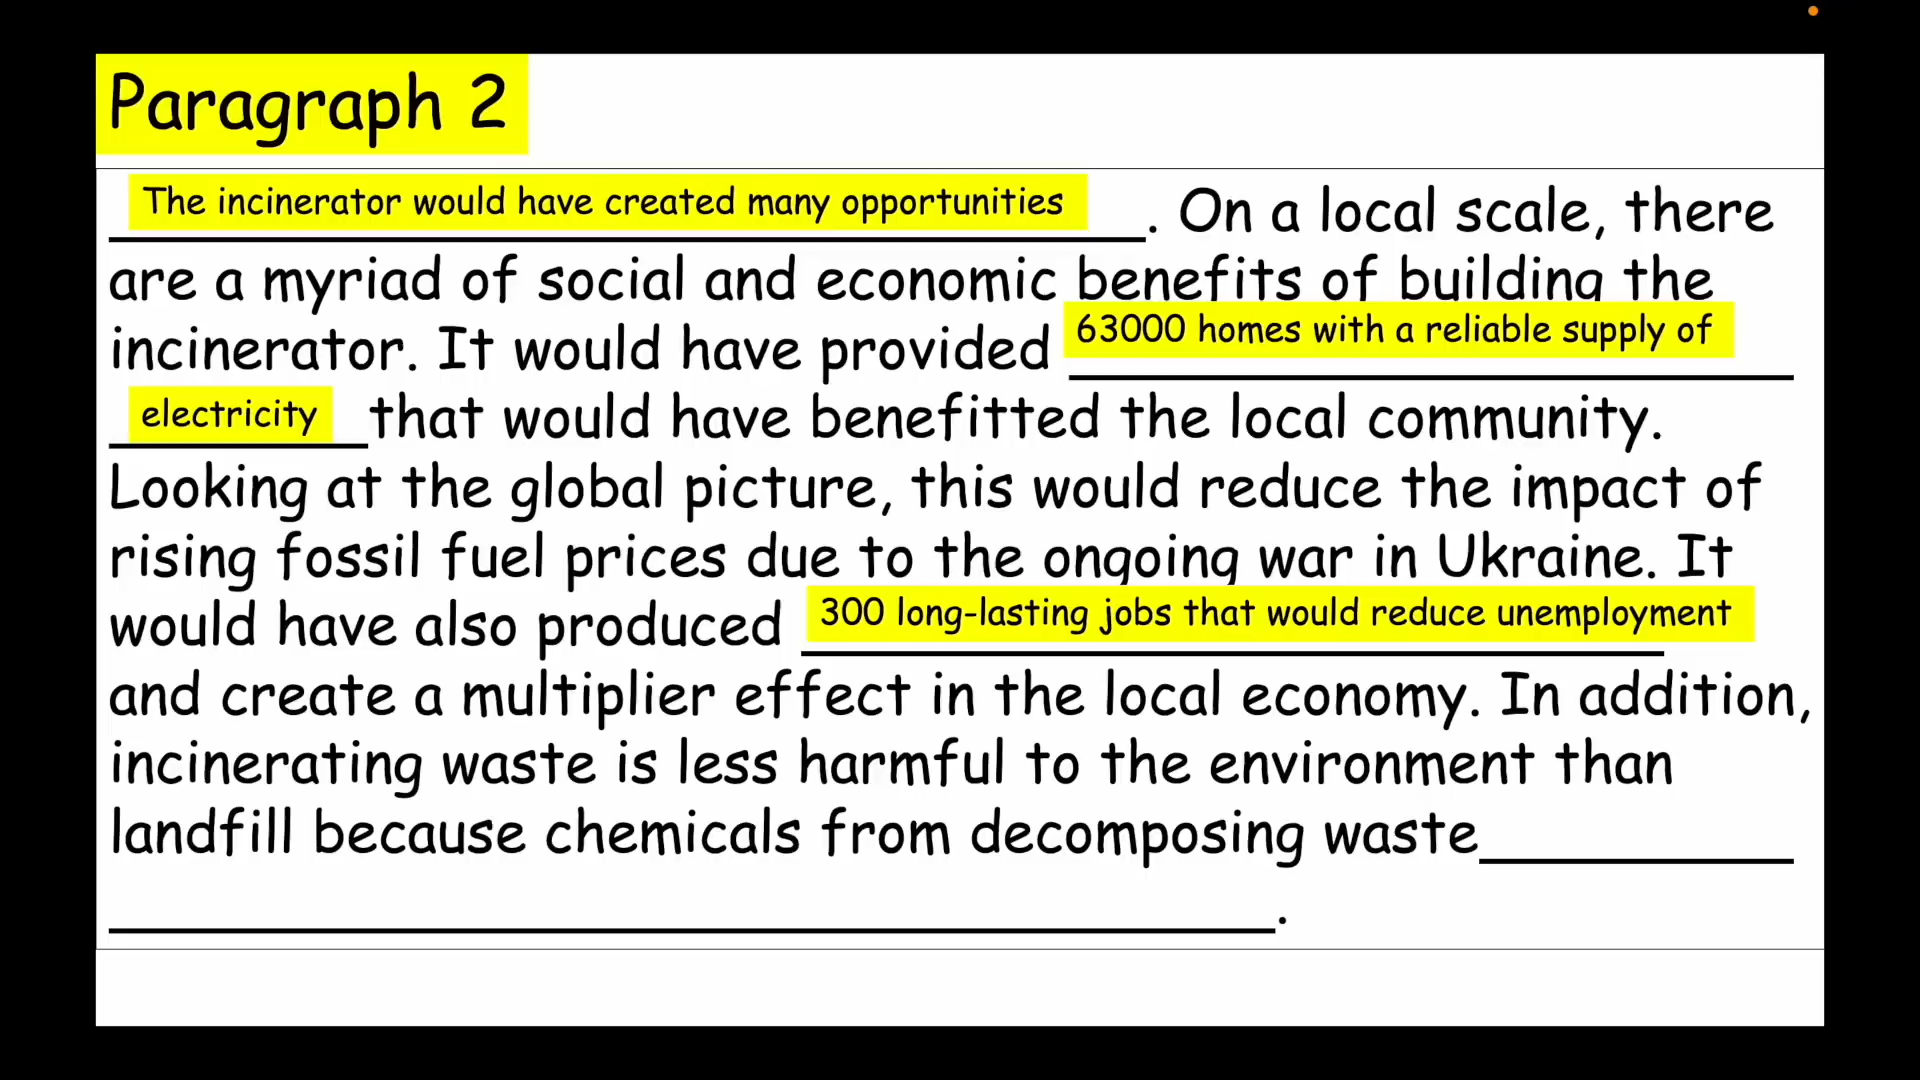 Paragraph 2
The incinerator would have created many opportunities. On a local scale, there
are a myriad of social and economic benefits of building the
incinerator. It would have provided 63000 homes with a reliable supply of
electricity that would have benefitted the local community.
Looking at the global picture, this would reduce the impact of
rising fossil fuel prices due to the ongoing war in Ukraine. It
would have also produced 300 long-lasting jobs that would reduce unemployment
and create a multiplier effect in the local economy. In addition,
incinerating waste is less harmful to the environment than
landfill because chemicals from decomposing waste____________
____________.